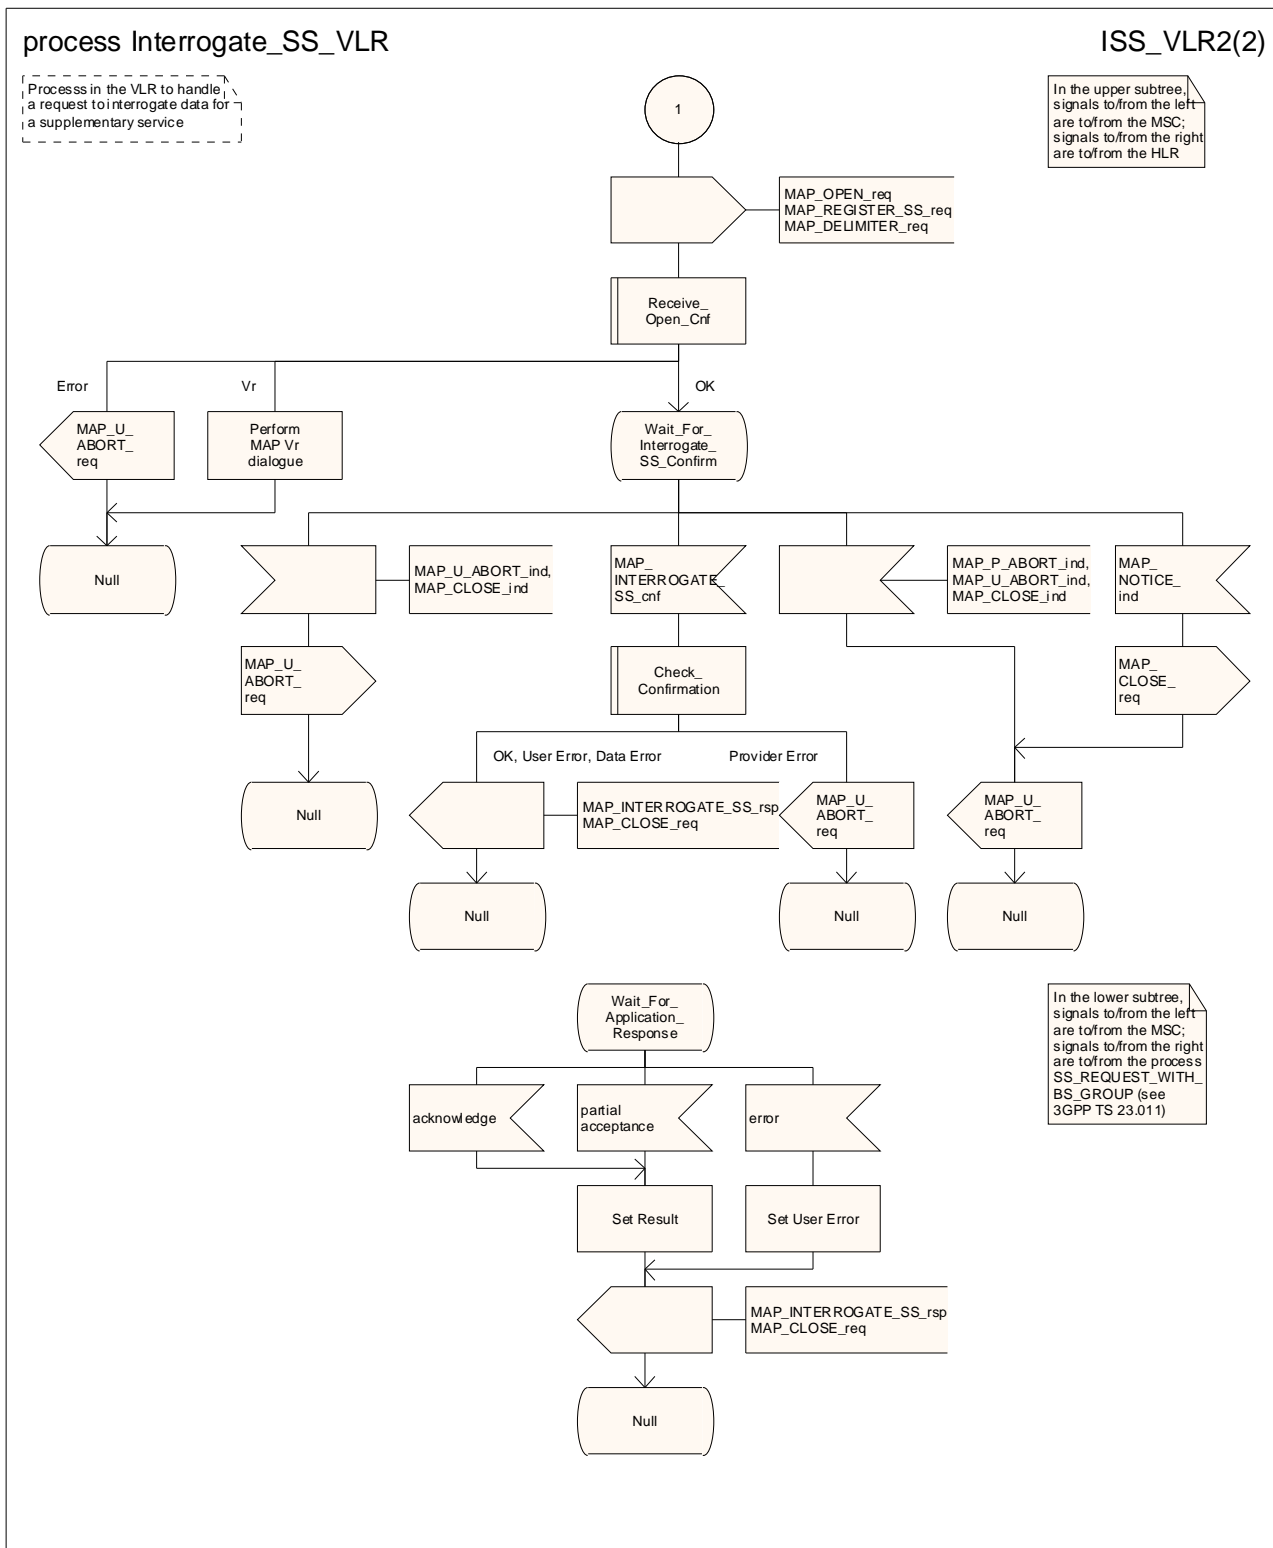 process Interrogate_SS_VLR
ISS_VLR2(2)
Processs in the VLR to handle
a request to interrogate data for
a supplementary service
1
In the upper subtree,
signals to/from the left
are to/from the MSC;
signals to/from the right
are to/from the HLR
MAP_OPEN_req
MAP_REGISTER_SS_req
MAP_DELIMITER_req
Receive_
Open_Cnf
Error
Vr
OK
MAP_U_
ABORT_
req
Perform
MAP Vr
dialogue
Wait_For_
Interrogate_
SS_Confirm
Null
MAP_U_ABORT_ind,
MAP_CLOSE_ind
MAP_
INTERROGATE_
SS_cnf
MAP_P_ABORT_ind,
MAP_U_ABORT_ind,
MAP_CLOSE_ind
MAP_
NOTICE_
ind
MAP_U_
ABORT_
req
Check_
Confirmation
MAP_
CLOSE_
req
OK, User Error, Data Error
Provider Error
Null
MAP_INTERROGATE_SS_rsp
MAP_CLOSE_req
MAP_U_
ABORT_
req
MAP_U_
ABORT_
req
Null
Null
Null
Wait_For_
Application_
Response
In the lower subtree,
signals to/from the left
are to/from the MSC;
signals to/from the right
are to/from the process
SS_REQUEST_WITH_
BS_GROUP (see
3GPP TS 23.011)
acknowledge
partial
acceptance
error
Set Result
Set User Error
MAP_INTERROGATE_SS_rsp
MAP_CLOSE_req
Null